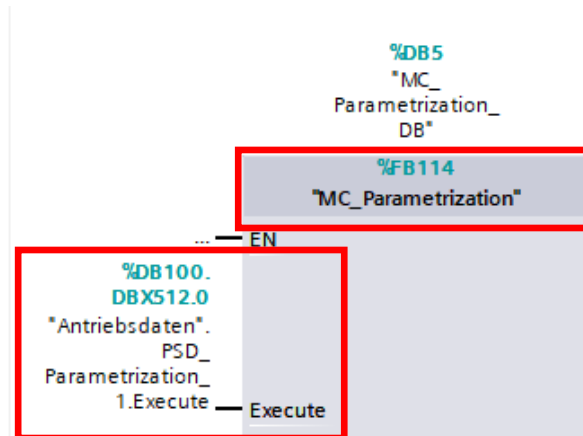 %DB5
"MC_
Parametrization_
DB"
%FB114
"MC_Parametrization"
... EN
%DB100.
DBX512.0
"Antriebsdaten".
PSD_
Parametrization_
1.Execute Execute